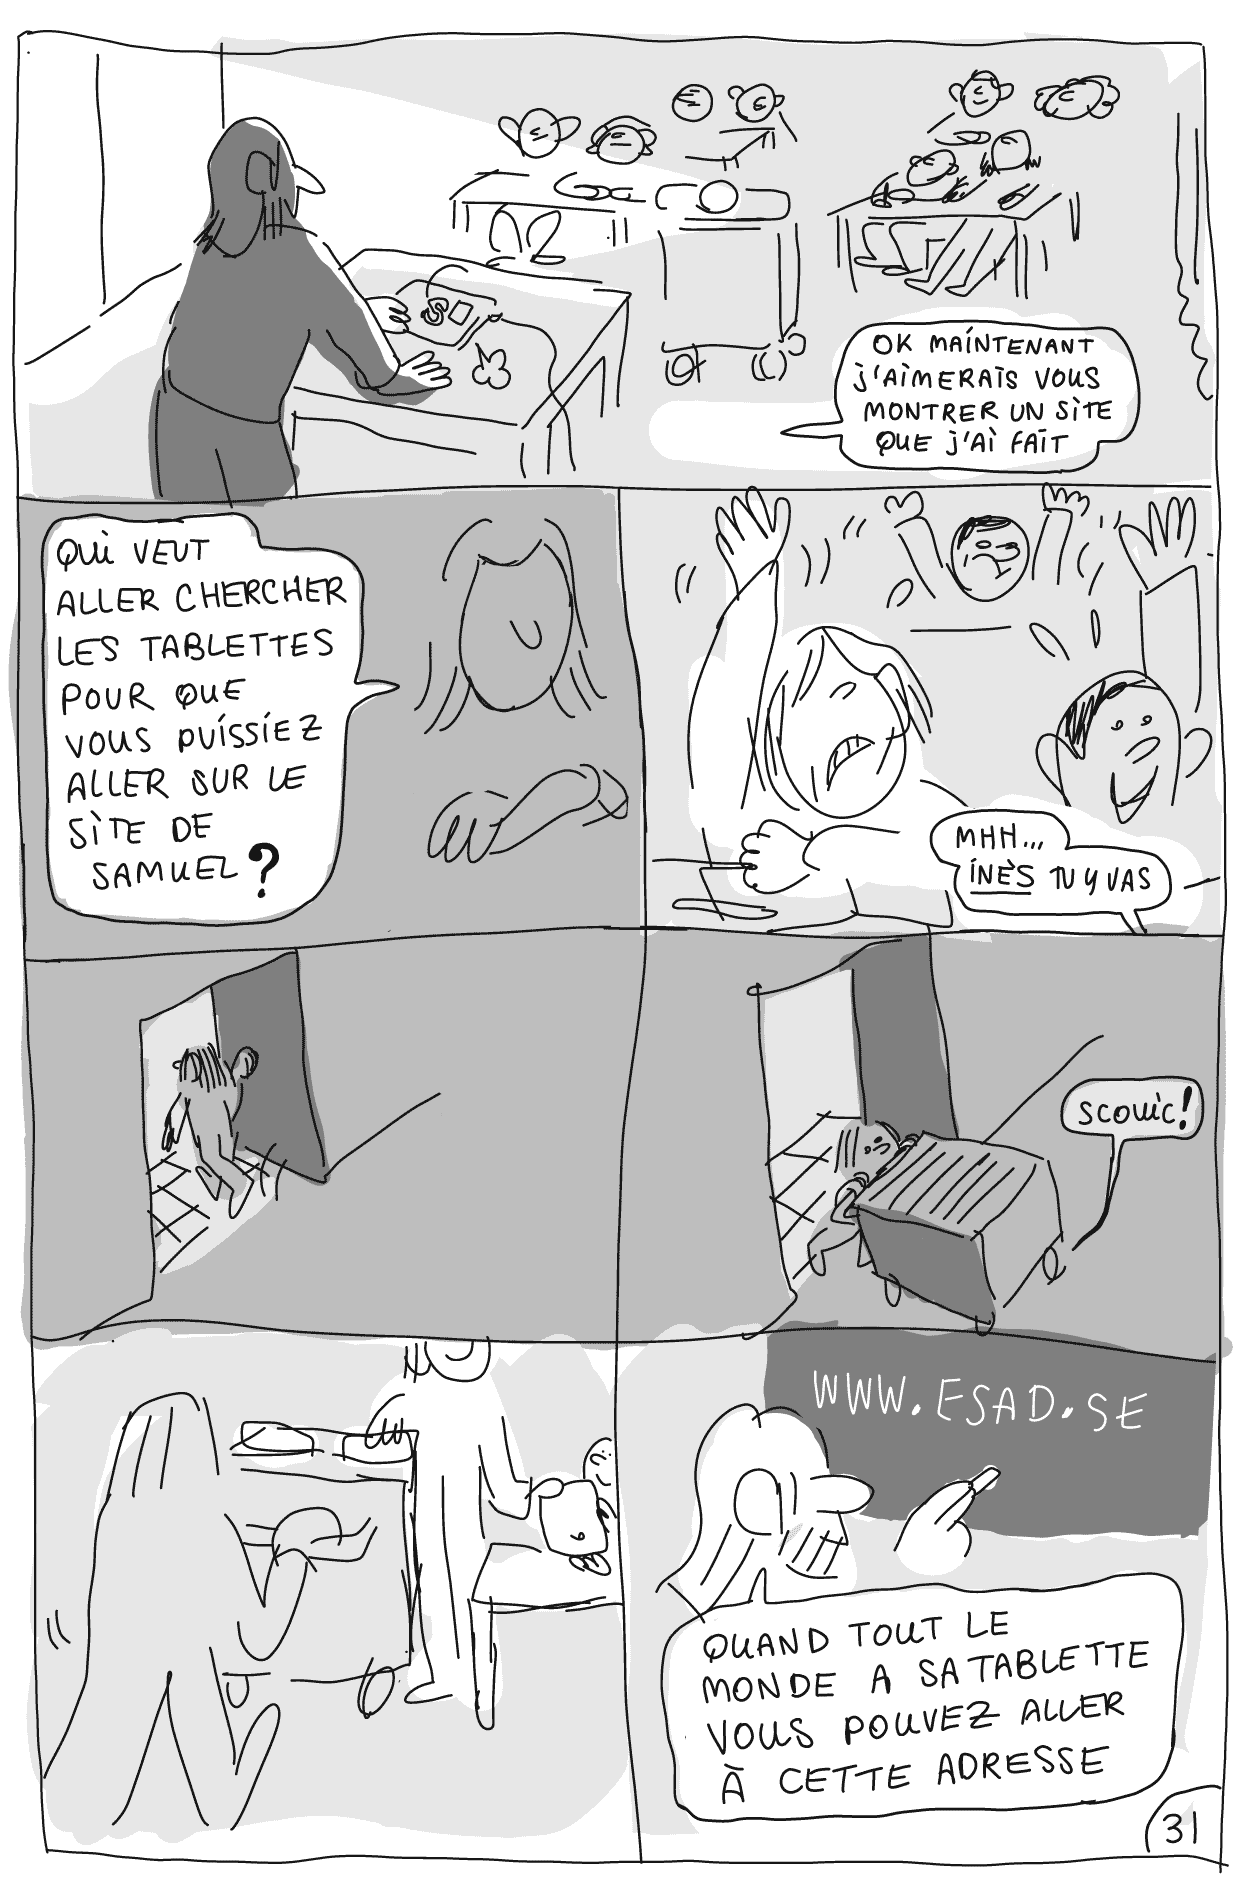 OK MAINTENANT
J'AIMERAIS VOUS
MONTRER UN SITE
QUE J'AI FAIT
QUI VEUT
ALLER CHERCHER
LES TABLETTES
POUR QUE
VOUS PUISSIEZ
ALLER SUR LE
SITE DE
SAMUEL ?
MHH...
INÈS TU Y VAS
SCOUIC!
WWW.ESAD.SE
QUAND TOUT LE
MONDE A SA TABLETTE
VOUS POUVEZ ALLER
À CETTE ADRESSE
31